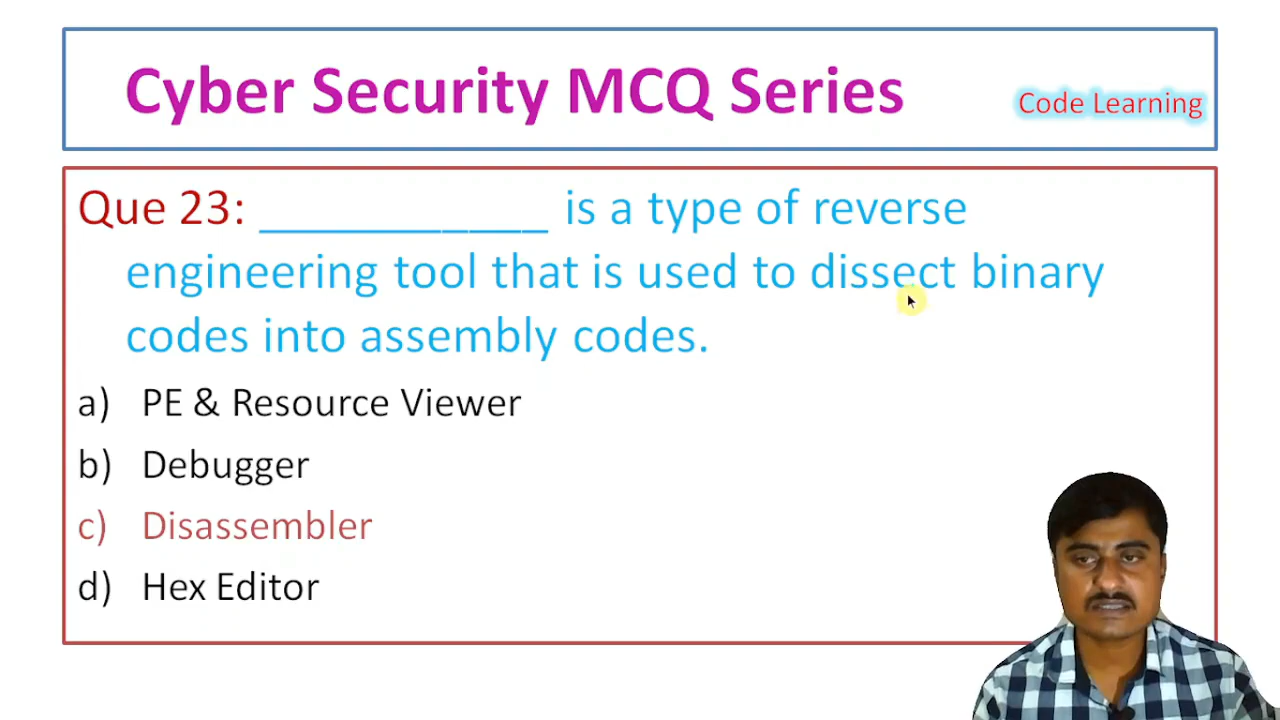 Cyber Security MCQ Series
Code Learning
Que 23: ___________ is a type of reverse
engineering tool that is used to dissect binary
codes into assembly codes.
a) PE & Resource Viewer
b) Debugger
c) Disassembler
d) Hex Editor